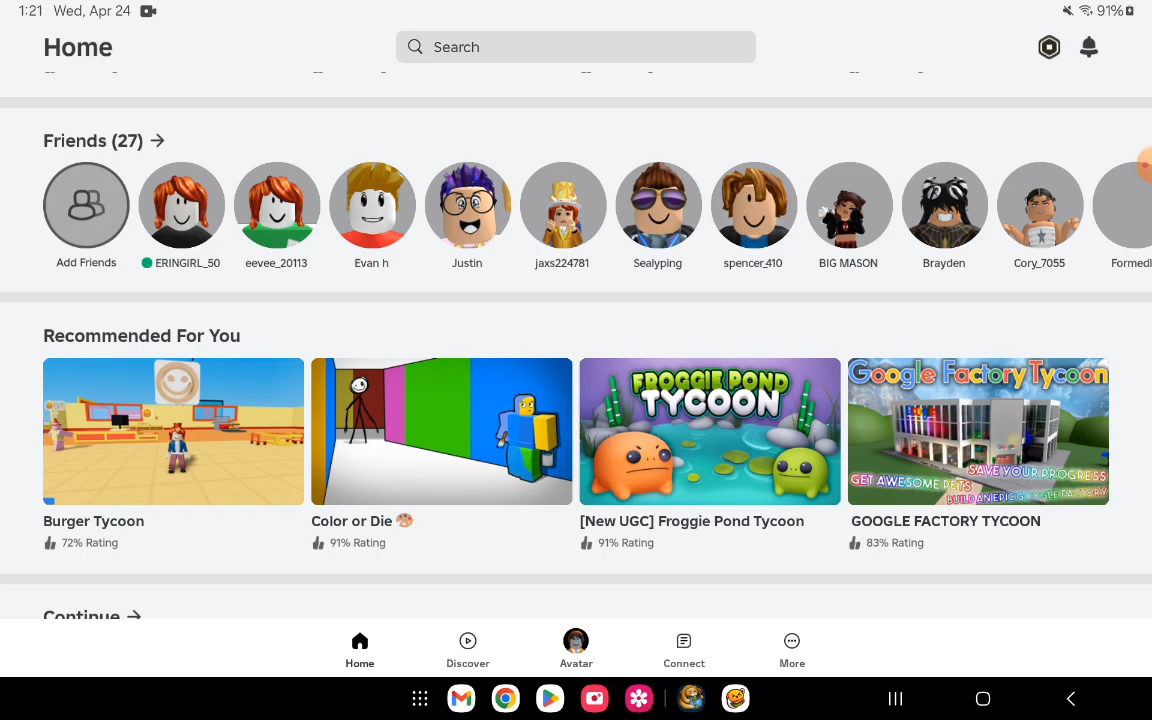 1:21 Wed, Apr 24 91%
Home
Search
Friends (27) →
Add Friends
ERINGIRL_50
eevee_20113
Evan h
Justin
jaxs224781
Sealyping
spencer_410
BIG MASON
Brayden
Cory_7055
Formedl
Recommended For You
FROGGIE POND
TYCOON
Google Factory Tycoon
Google
SAVE YOUR PROGRESS
GET AWESOME PETS
BUILD AN EPIC GOOGLE FACTORY
Burger Tycoon
72% Rating
Color or Die 🎨
91% Rating
[New UGC] Froggie Pond Tycoon
91% Rating
GOOGLE FACTORY TYCOON
83% Rating
Continue →
Home
Discover
Avatar
Connect
More